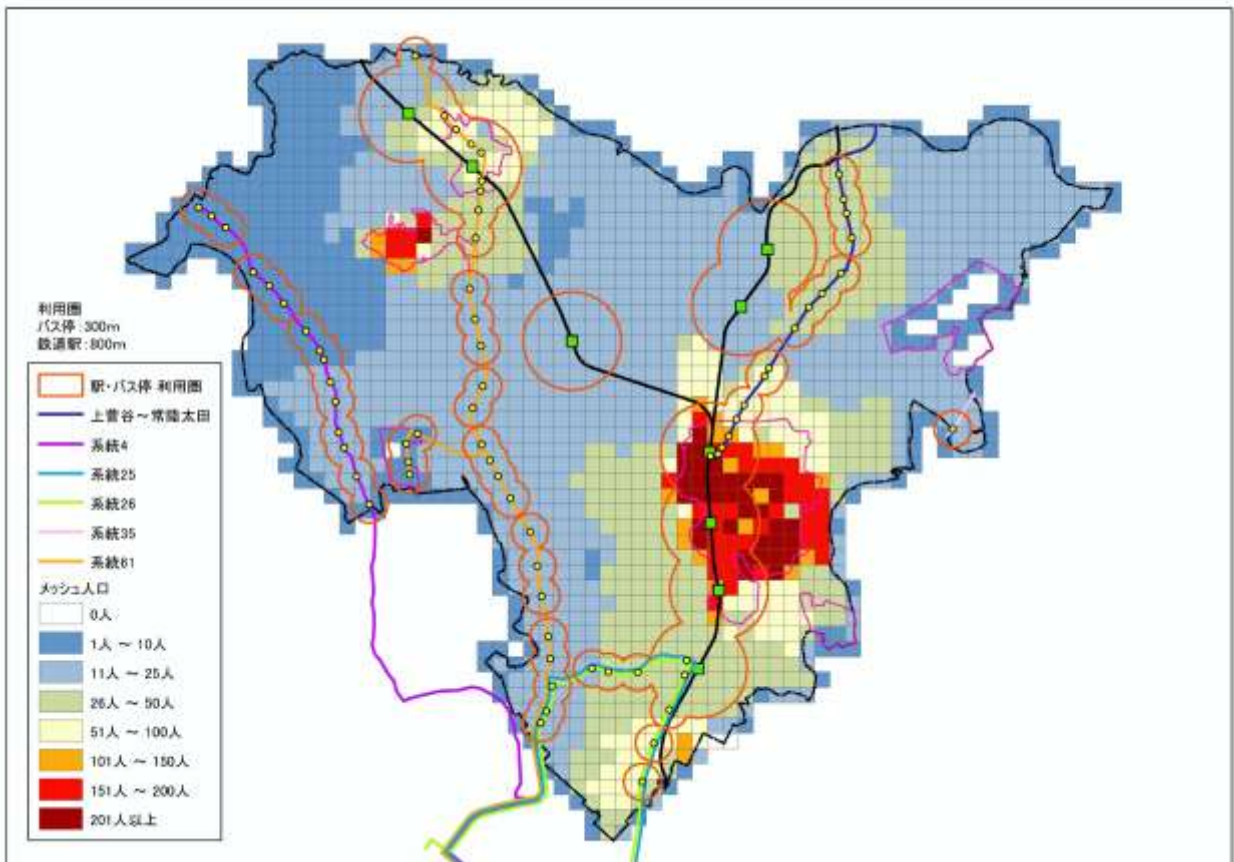 利用圏
バス停:300m
鉄道駅:800m
駅・バス停 利用圏
上菅谷～常陸太田
系統4
系統25
系統26
系統35
系統61
メッシュ人口
0人
1人 ～ 10人
11人 ～ 25人
26人 ～ 50人
51人 ～ 100人
101人 ～ 150人
151人 ～ 200人
201人以上